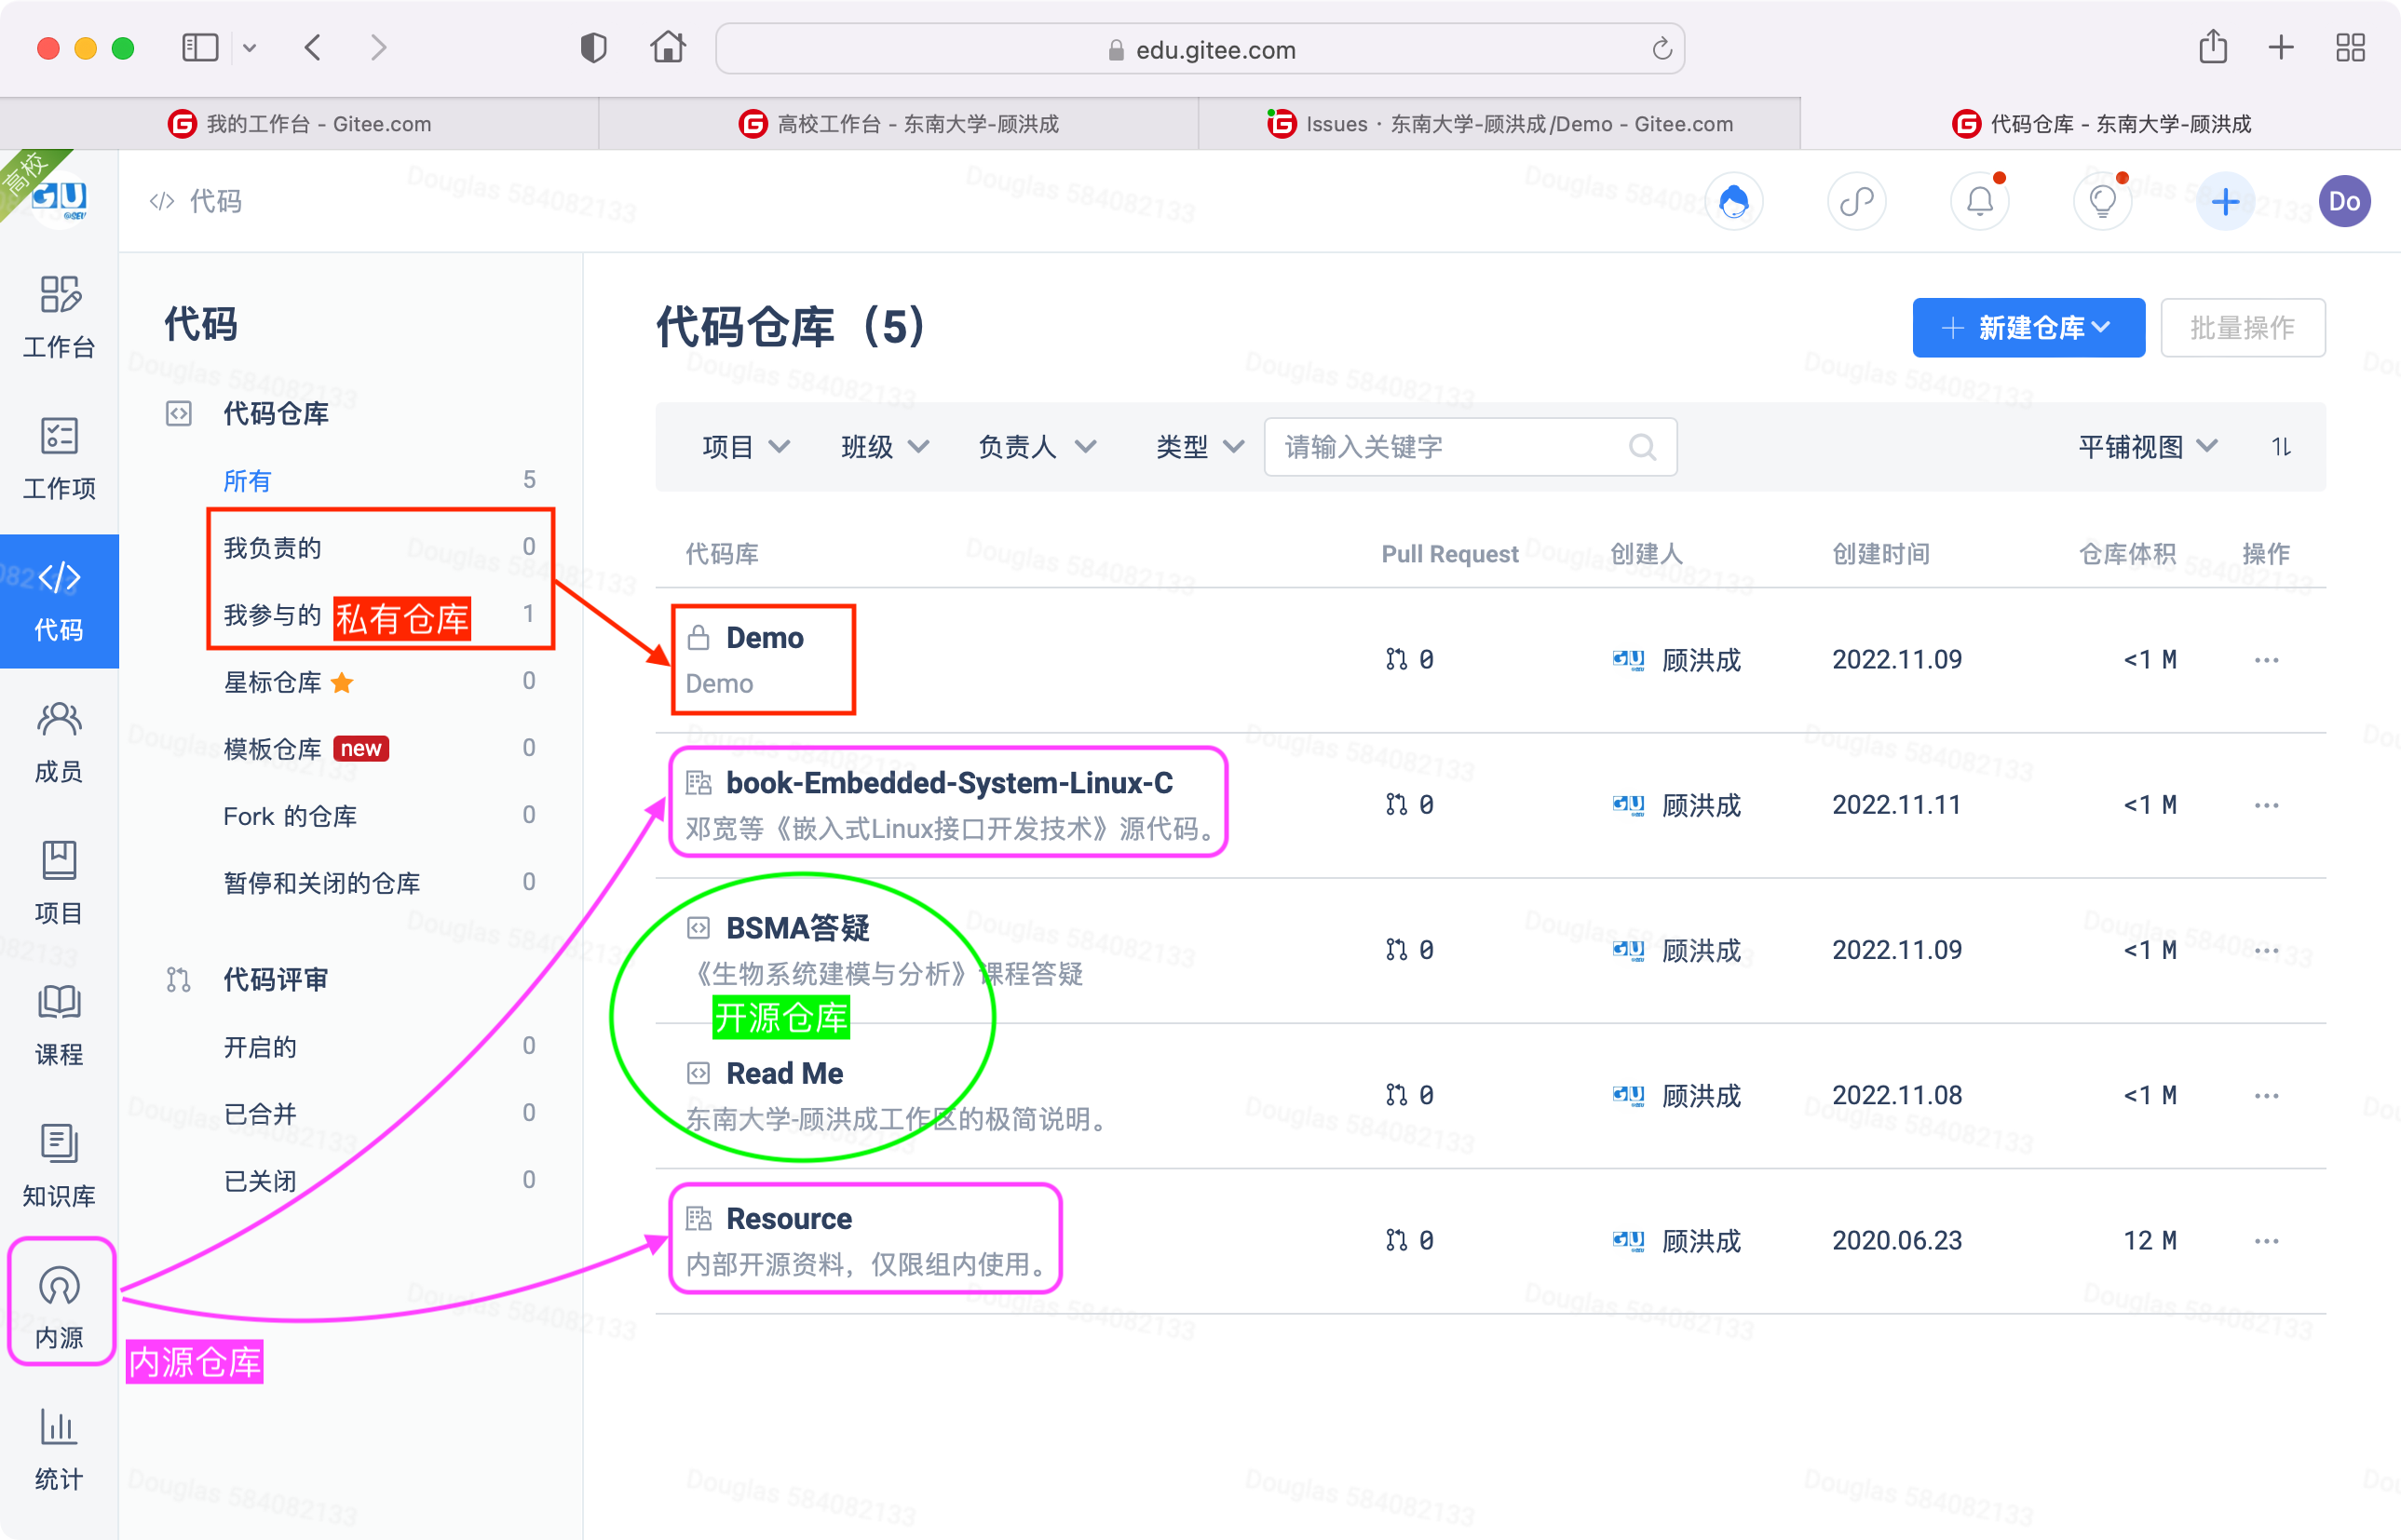 edu.gitee.com
我的工作台 - Gitee.com
高校工作台 - 东南大学-顾洪成
Issues · 东南大学-顾洪成/Demo - Gitee.com
代码仓库 - 东南大学-顾洪成
高校
GU
@SEU
</> 代码
Do
工作台
工作项
代码
成员
项目
课程
知识库
内源
统计
代码
代码仓库
所有 5
我负责的 0
我参与的 私有仓库 1
星标仓库 0
模板仓库 new 0
Fork 的仓库 0
暂停和关闭的仓库 0
代码评审
开启的 0
已合并 0
已关闭 0
内源仓库
代码仓库（5）
新建仓库
批量操作
项目 班级 负责人 类型 请输入关键字 平铺视图
代码库 Pull Request 创建人 创建时间 仓库体积 操作
Demo
Demo
0 顾洪成 2022.11.09 <1 M ...
book-Embedded-System-Linux-C
邓宽等《嵌入式Linux接口开发技术》源代码。
0 顾洪成 2022.11.11 <1 M ...
BSMA答疑
《生物系统建模与分析》课程答疑
0 顾洪成 2022.11.09 <1 M ...
开源仓库
Read Me
东南大学-顾洪成工作区的极简说明。
0 顾洪成 2022.11.08 <1 M ...
Resource
内部开源资料，仅限组内使用。
0 顾洪成 2020.06.23 12 M ...
Douglas 584082133